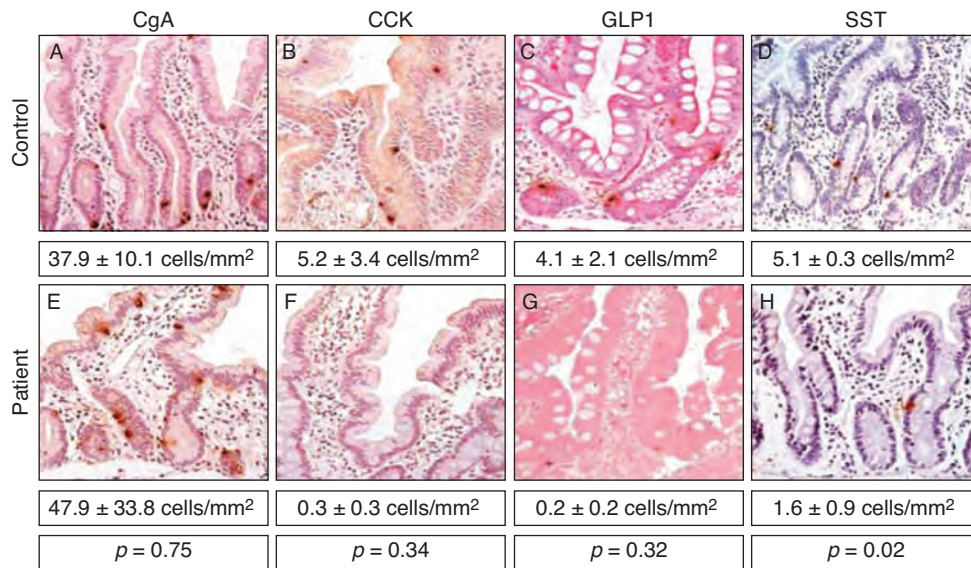 CgA CCK GLP1 SST
Control
A B C D
37.9 ± 10.1 cells/mm² 5.2 ± 3.4 cells/mm² 4.1 ± 2.1 cells/mm² 5.1 ± 0.3 cells/mm²
Patient
E F G H
47.9 ± 33.8 cells/mm² 0.3 ± 0.3 cells/mm² 0.2 ± 0.2 cells/mm² 1.6 ± 0.9 cells/mm²
p = 0.75 p = 0.34 p = 0.32 p = 0.02